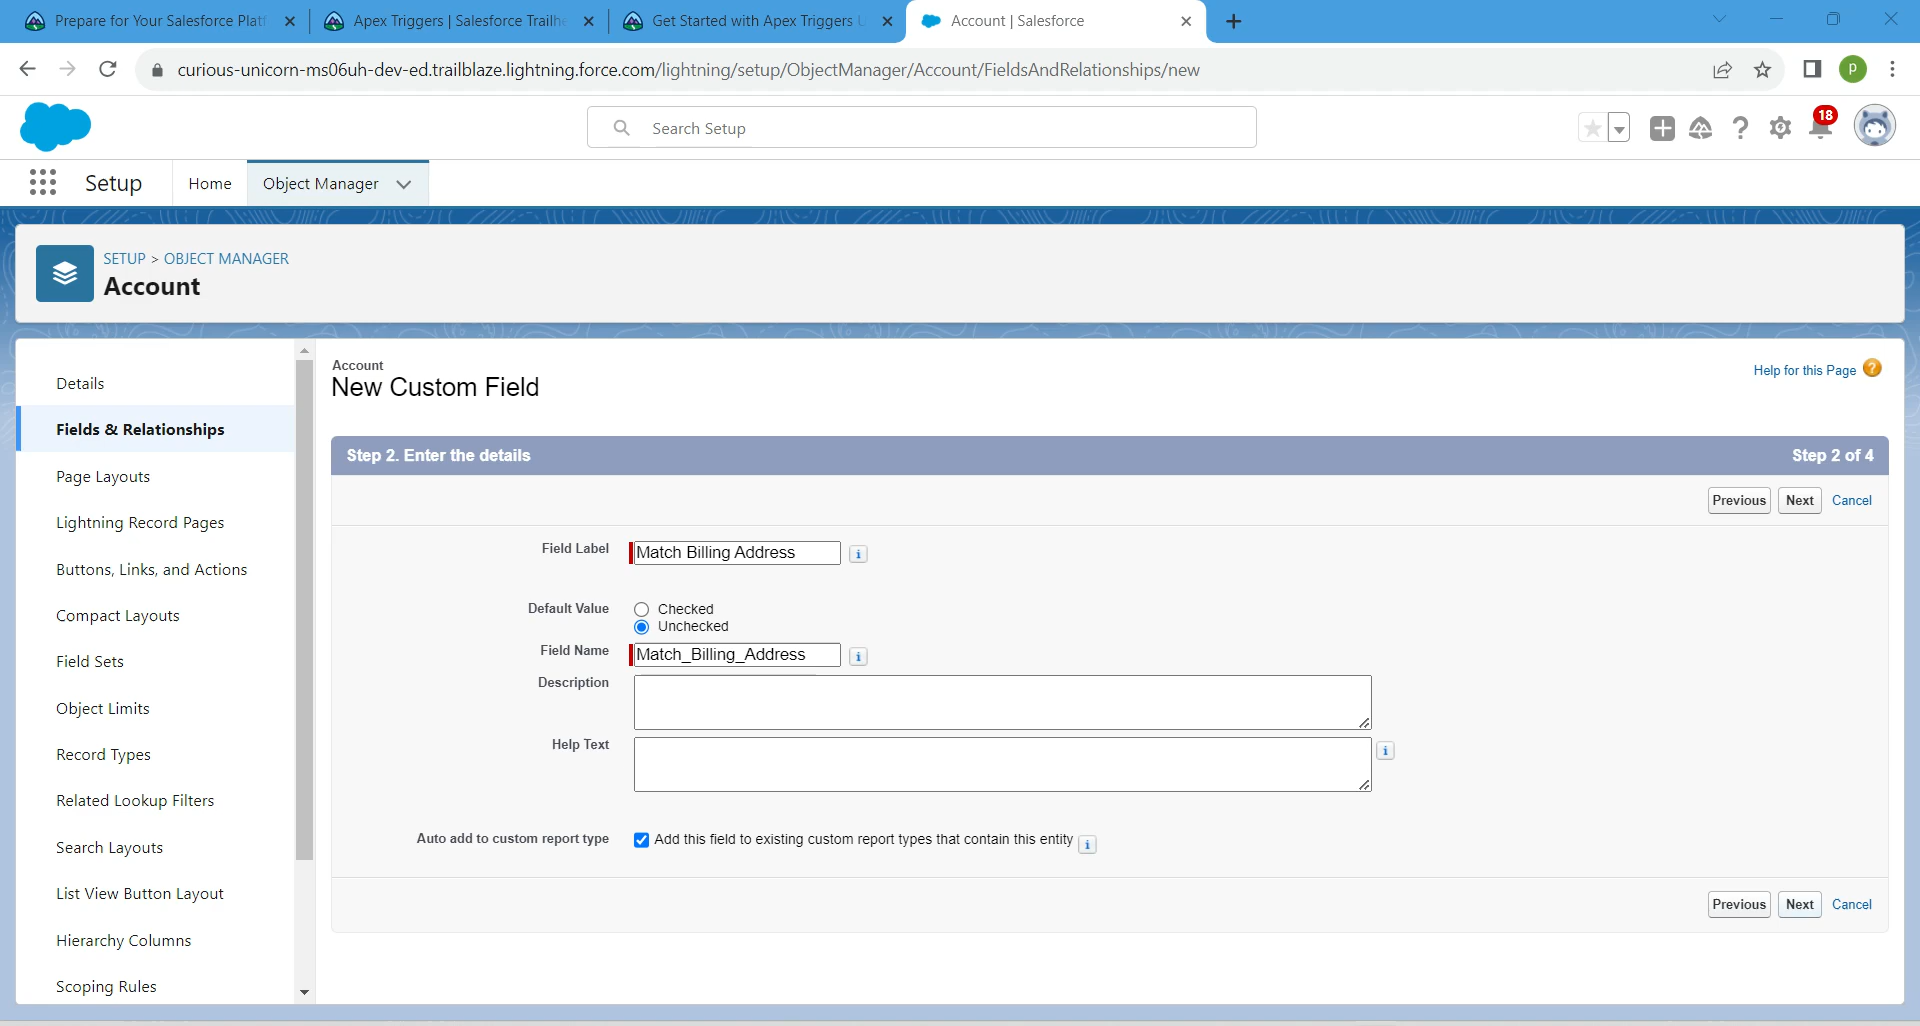 Prepare for Your Salesforce Platf
Apex Triggers | Salesforce Trailhe
Get Started with Apex Triggers U
Account | Salesforce
curious-unicorn-ms06uh-dev-ed.trailblaze.lightning.force.com/lightning/setup/ObjectManager/Account/FieldsAndRelationships/new
p
Search Setup
18
Setup
Home
Object Manager
SETUP > OBJECT MANAGER
Account
Details
Fields & Relationships
Page Layouts
Lightning Record Pages
Buttons, Links, and Actions
Compact Layouts
Field Sets
Object Limits
Record Types
Related Lookup Filters
Search Layouts
List View Button Layout
Hierarchy Columns
Scoping Rules
Account
New Custom Field
Help for this Page
Step 2. Enter the details
Step 2 of 4
Previous Next Cancel
Field Label Match Billing Address
Default Value Checked
Unchecked
Field Name Match_Billing_Address
Description
Help Text
Auto add to custom report type Add this field to existing custom report types that contain this entity
Previous Next Cancel